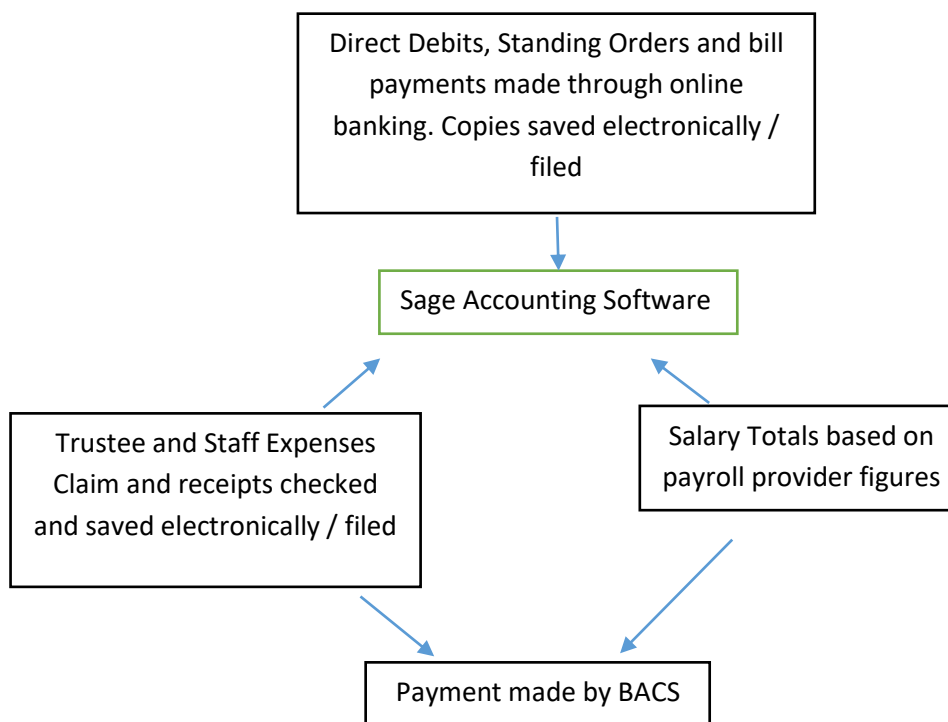 Direct Debits, Standing Orders and bill
payments made through online
banking. Copies saved electronically /
filed
Sage Accounting Software
Trustee and Staff Expenses
Claim and receipts checked
and saved electronically / filed
Salary Totals based on
payroll provider figures
Payment made by BACS